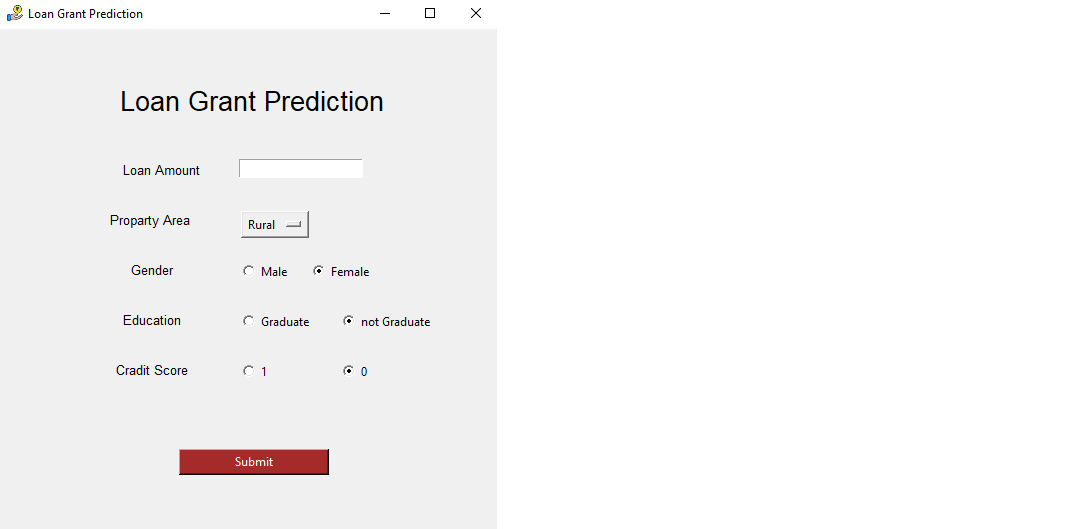 Loan Grant Prediction
Loan Grant Prediction
Loan Amount
Proparty Area Rural
Gender Male Female
Education Graduate not Graduate
Cradit Score 1 0
Submit